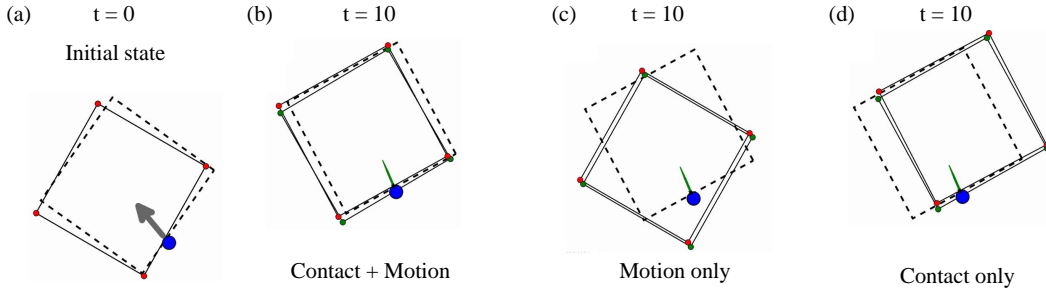 (a) t = 0
Initial state
(b) t = 10
Contact + Motion
(c) t = 10
Motion only
(d) t = 10
Contact only